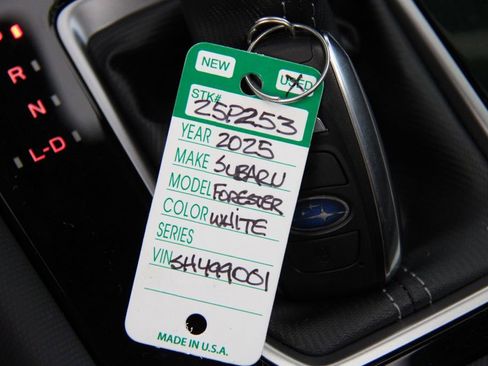 P
R
N
L-D
NEW USED
STK#
25P253
YEAR 2025
MAKE SUBARU
MODEL FORESTER
COLOR WHITE
SERIES
VIN SH499001
MADE IN U.S.A.